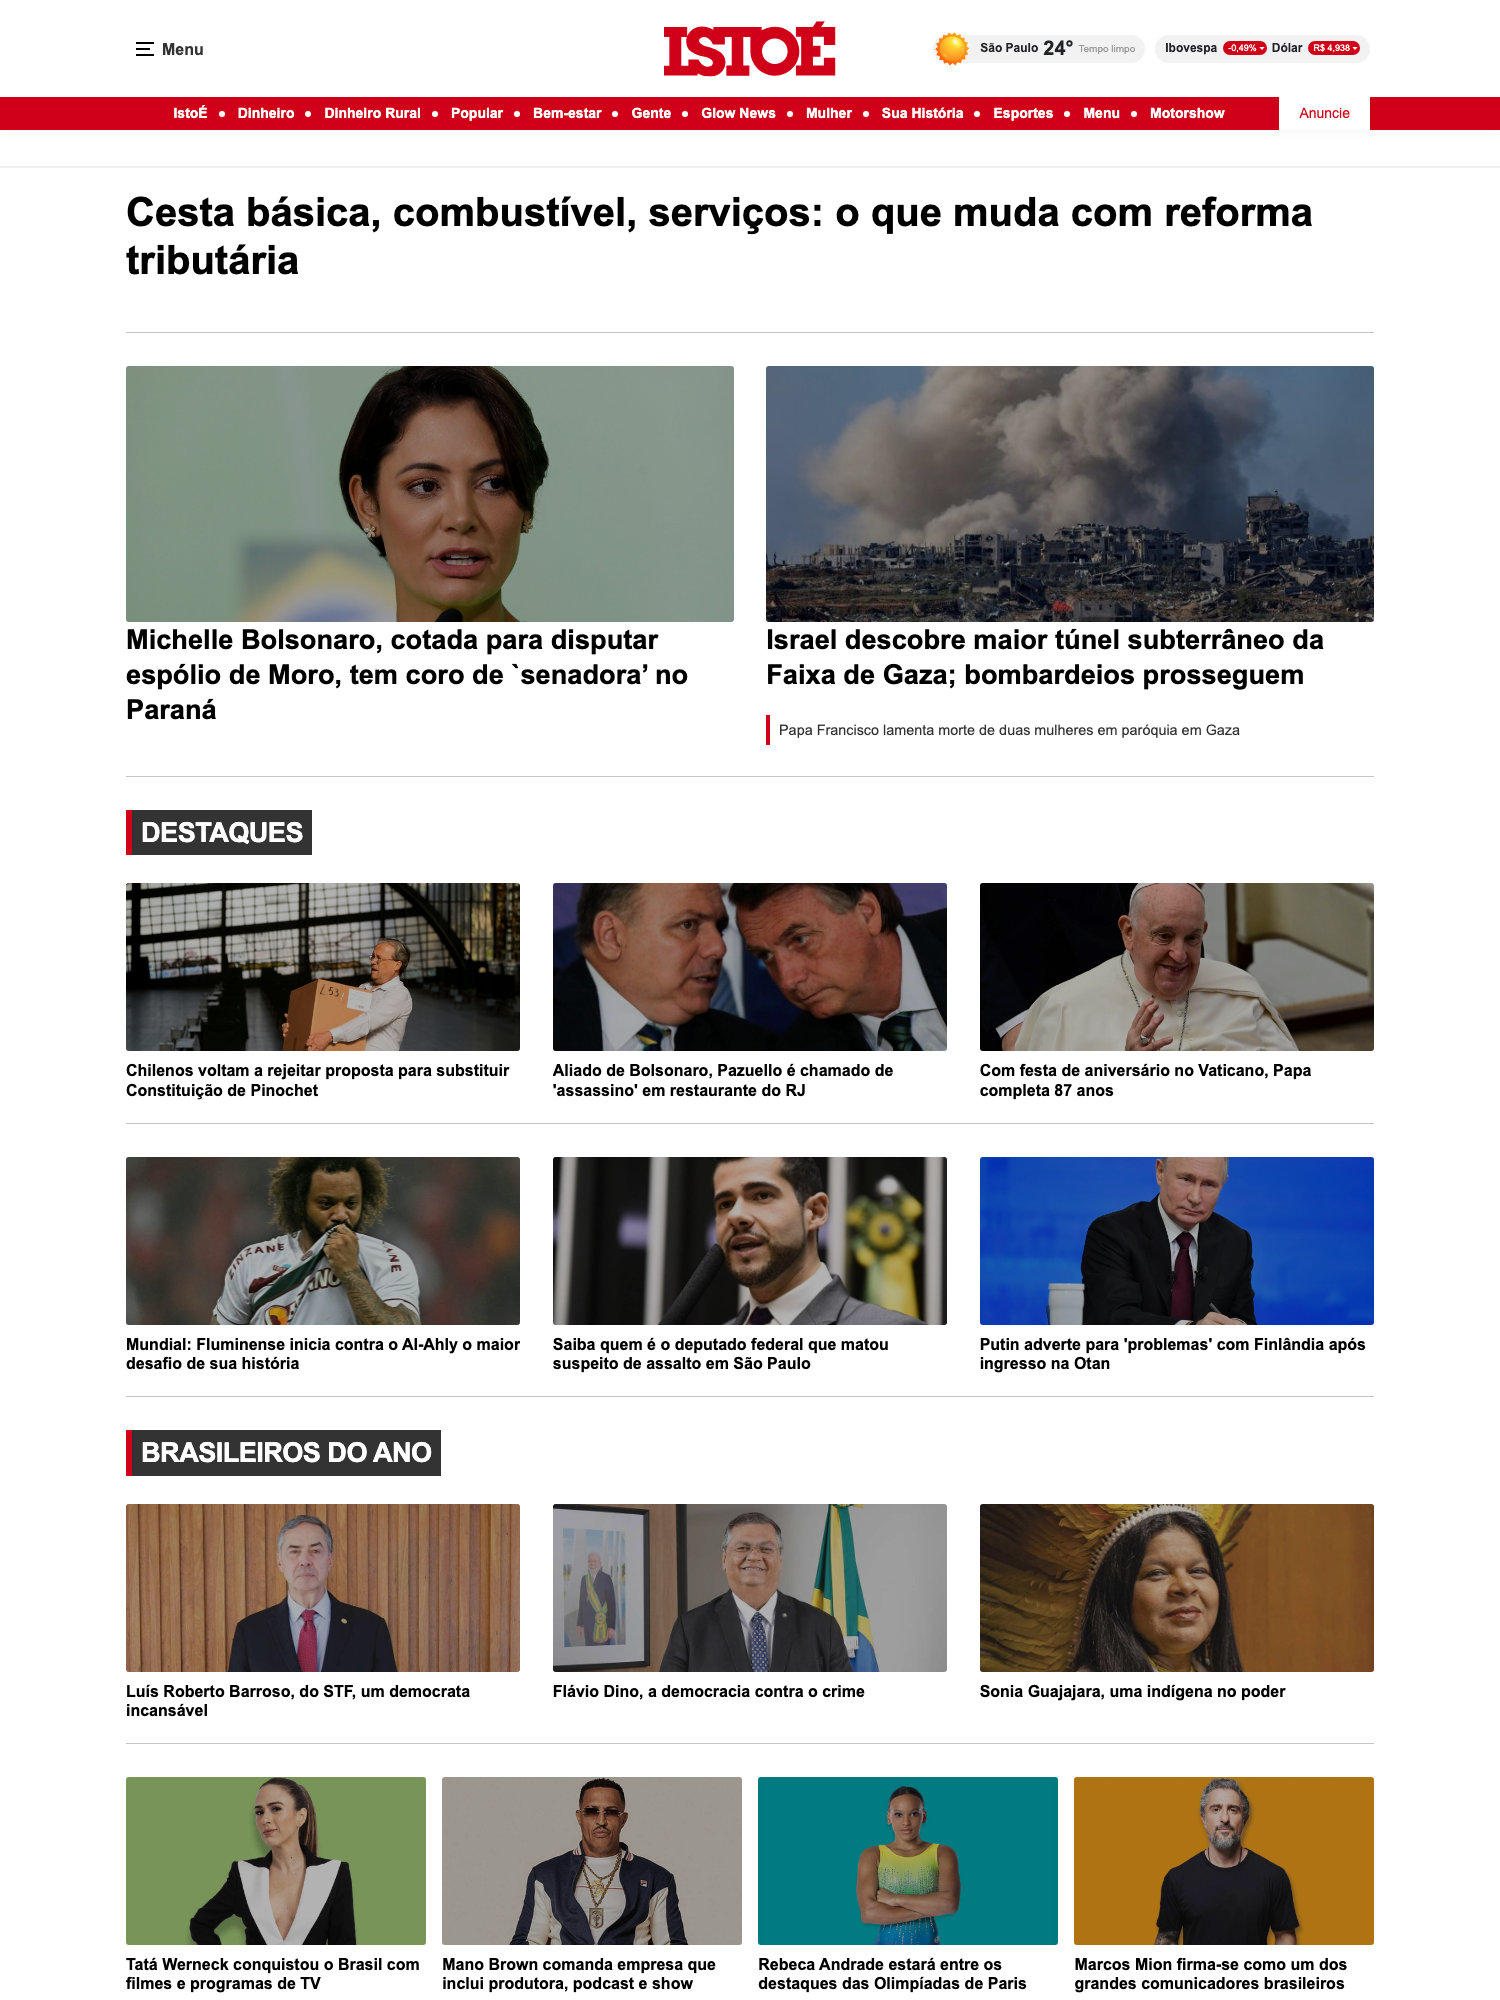 Menu
ISTOÉ
São Paulo 24° Tempo limpo
Ibovespa -0,49% Dólar R$ 4,938
IstoÉ • Dinheiro • Dinheiro Rural • Popular • Bem-estar • Gente • Glow News • Mulher • Sua História • Esportes • Menu • Motorshow
Anuncie
Cesta básica, combustível, serviços: o que muda com reforma
tributária
Michelle Bolsonaro, cotada para disputar
espólio de Moro, tem coro de `senadora’ no
Paraná
Israel descobre maior túnel subterrâneo da
Faixa de Gaza; bombardeios prosseguem
Papa Francisco lamenta morte de duas mulheres em paróquia em Gaza
DESTAQUES
L53
Chilenos voltam a rejeitar proposta para substituir
Constituição de Pinochet
Aliado de Bolsonaro, Pazuello é chamado de
'assassino' em restaurante do RJ
Com festa de aniversário no Vaticano, Papa
completa 87 anos
Mundial: Fluminense inicia contra o Al-Ahly o maior
desafio de sua história
Saiba quem é o deputado federal que matou
suspeito de assalto em São Paulo
Putin adverte para 'problemas' com Finlândia após
ingresso na Otan
BRASILEIROS DO ANO
Luís Roberto Barroso, do STF, um democrata
incansável
Flávio Dino, a democracia contra o crime
Sonia Guajajara, uma indígena no poder
Tatá Werneck conquistou o Brasil com
filmes e programas de TV
Mano Brown comanda empresa que
inclui produtora, podcast e show
Rebeca Andrade estará entre os
destaques das Olimpíadas de Paris
Marcos Mion firma-se como um dos
grandes comunicadores brasileiros